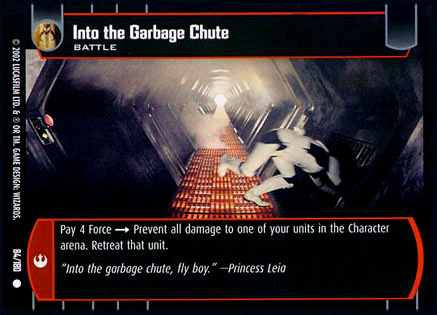 Into the Garbage Chute
BATTLE
© 2002 LUCASFILM LTD. & ® OR TM. GAME DESIGN: WIZARDS.
84/180
Pay 4 Force → Prevent all damage to one of your units in the Character
arena. Retreat that unit.
"Into the garbage chute, fly boy." —Princess Leia